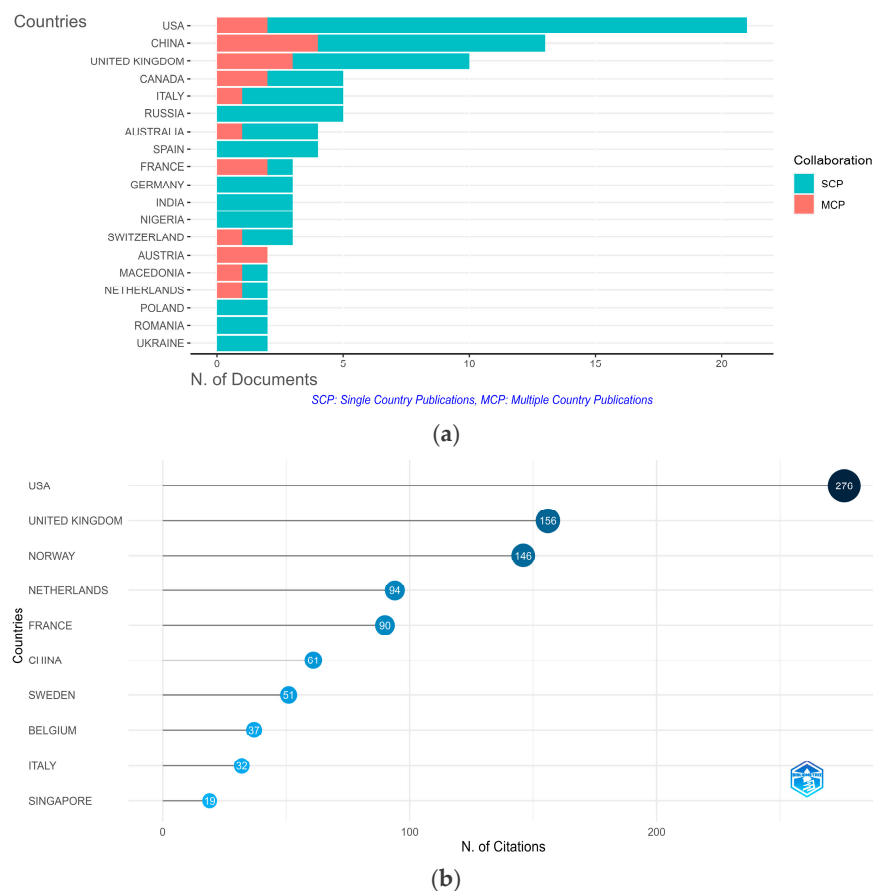 Countries
USA
CHINA
UNITED KINGDOM
CANADA
ITALY
RUSSIA
AUSTRALIA
SPAIN
FRANCE
GERMANY
INDIA
NIGERIA
SWITZERLAND
AUSTRIA
MACEDONIA
NETHERLANDS
POLAND
ROMANIA
UKRAINE
0 5 10 15 20
N. of Documents
Collaboration
SCP
MCP
SCP: Single Country Publications, MCP: Multiple Country Publications
(a)
Countries
USA 276
UNITED KINGDOM 156
NORWAY 146
NETHERLANDS 94
FRANCE 90
CHINA 61
SWEDEN 51
BELGIUM 37
ITALY 32
SINGAPORE 19
BIBLIOMETRIX
0 100 200
N. of Citations
(b)